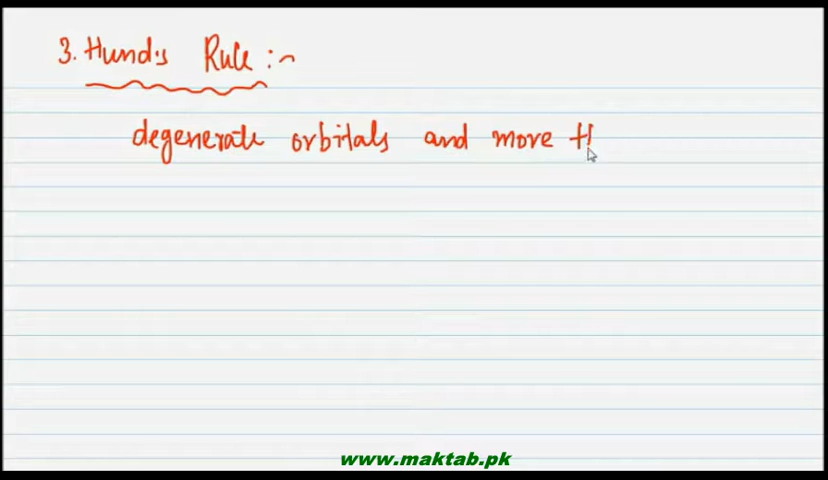 3. Hund's Rule :-
degenerate orbitals and more
www.maktab.pk